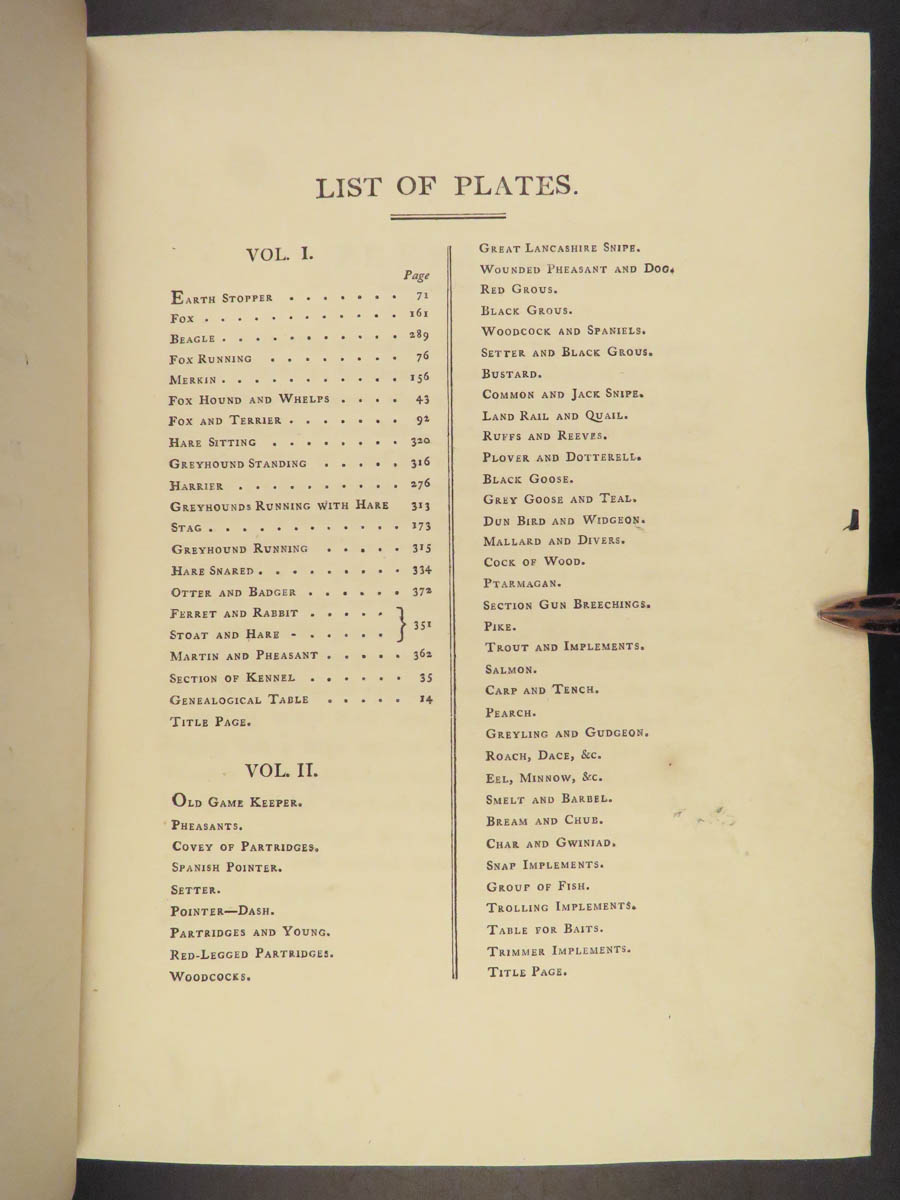 LIST OF PLATES.
VOL. I.
Page
EARTH STOPPER . . . . . . . 71
FOX . . . . . . . . . . . . 161
BEAGLE . . . . . . . . . . . 289
FOX RUNNING . . . . . . . . 76
MERKIN . . . . . . . . . . . 156
FOX HOUND AND WHELPS . . . . 43
FOX AND TERRIER . . . . . . . 92
HARE SITTING . . . . . . . . 320
GREYHOUND STANDING . . . . . 316
HARRIER . . . . . . . . . . 276
GREYHOUNDS RUNNING WITH HARE 313
STAG . . . . . . . . . . . . 173
GREYHOUND RUNNING . . . . . 315
HARE SNARED . . . . . . . . . 334
OTTER AND BADGER . . . . . . 372
FERRET AND RABBIT . . . . . } 351
STOAT AND HARE - . . . . .
MARTIN AND PHEASANT . . . . . 362
SECTION OF KENNEL . . . . . . 35
GENEALOGICAL TABLE . . . . . 14
TITLE PAGE.
VOL. II.
OLD GAME KEEPER.
PHEASANTS.
COVEY OF PARTRIDGES.
SPANISH POINTER.
SETTER.
POINTER—DASH.
PARTRIDGES AND YOUNG.
RED-LEGGED PARTRIDGES.
WOODCOCKS.
GREAT LANCASHIRE SNIPE.
WOUNDED PHEASANT AND DOG.
RED GROUS.
BLACK GROUS.
WOODCOCK AND SPANIELS.
SETTER AND BLACK GROUS.
BUSTARD.
COMMON AND JACK SNIPE.
LAND RAIL AND QUAIL.
RUFFS AND REEVES.
PLOVER AND DOTTERELL.
BLACK GOOSE.
GREY GOOSE AND TEAL.
DUN BIRD AND WIDGEON.
MALLARD AND DIVERS.
COCK OF WOOD.
PTARMAGAN.
SECTION GUN BREECHINGS.
PIKE.
TROUT AND IMPLEMENTS.
SALMON.
CARP AND TENCH.
PEARCH.
GREYLING AND GUDGEON.
ROACH, DACE, &c.
EEL, MINNOW, &c.
SMELT AND BARBEL.
BREAM AND CHUB.
CHAR AND GWINIAD.
SNAP IMPLEMENTS.
GROUP OF FISH.
TROLLING IMPLEMENTS.
TABLE FOR BAITS.
TRIMMER IMPLEMENTS.
TITLE PAGE.